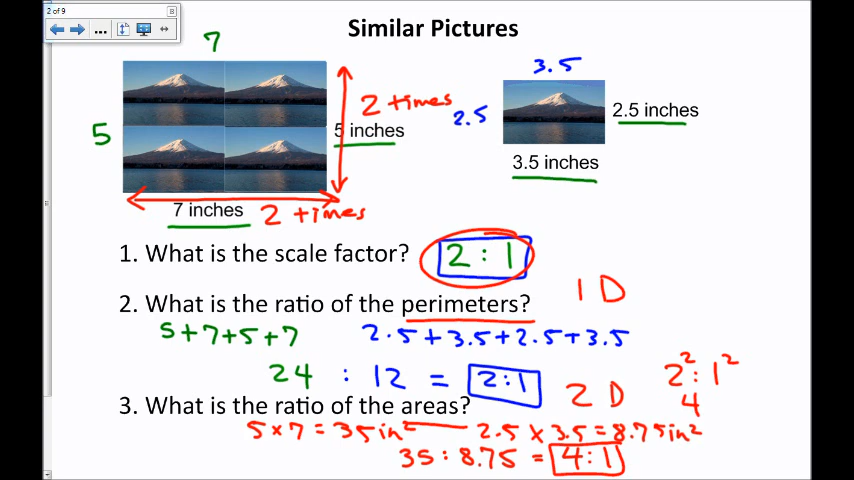 2 of 9
Similar Pictures
7
3.5
5
2 times
5 inches
2.5
2.5 inches
3.5 inches
7 inches
2 times
1. What is the scale factor?
2 : 1
2. What is the ratio of the perimeters?
1 D
5+7+5+7
2.5+3.5+2.5+3.5
24 : 12 = 2:1
2 D
2² : 1²
4
3. What is the ratio of the areas?
5 x 7 = 35 in²
2.5 x 3.5 = 8.75 in²
35 : 8.75 = 4:1